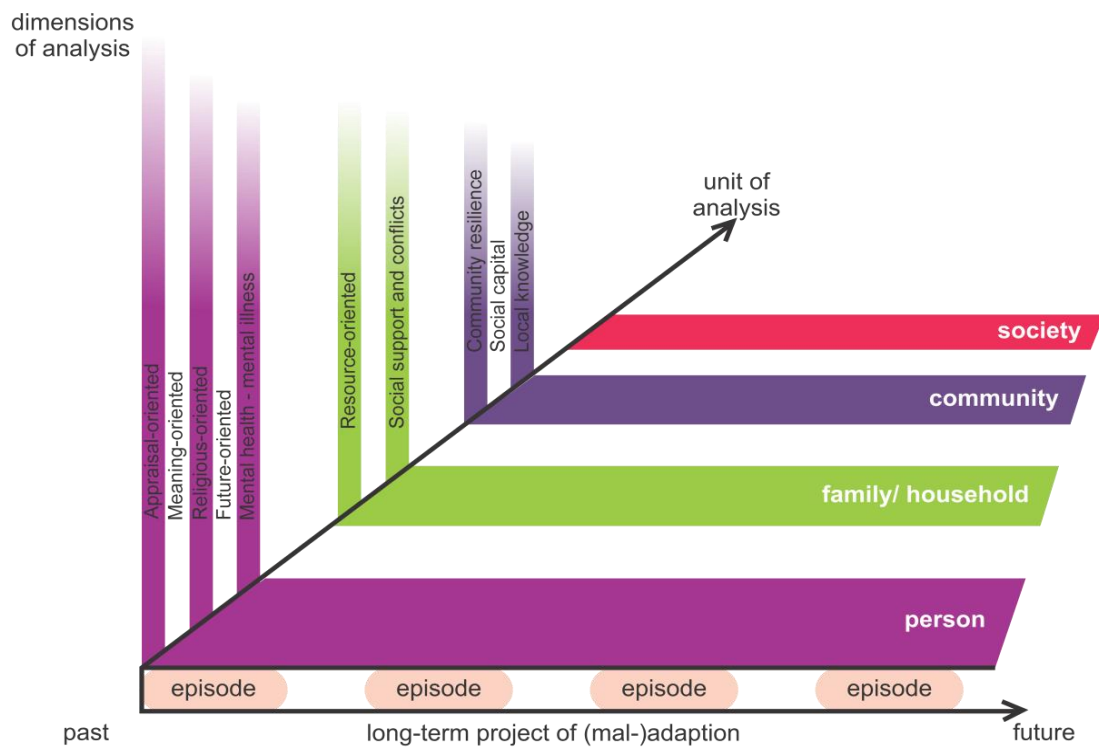 dimensions
of analysis
Appraisal-oriented
Meaning-oriented
Religious-oriented
Future-oriented
Mental health - mental illness
Resource-oriented
Social support and conflicts
Community resilience
Social capital
Local knowledge
unit of
analysis
society
community
family/ household
person
episode
episode
episode
episode
past
long-term project of (mal-)adaption
future